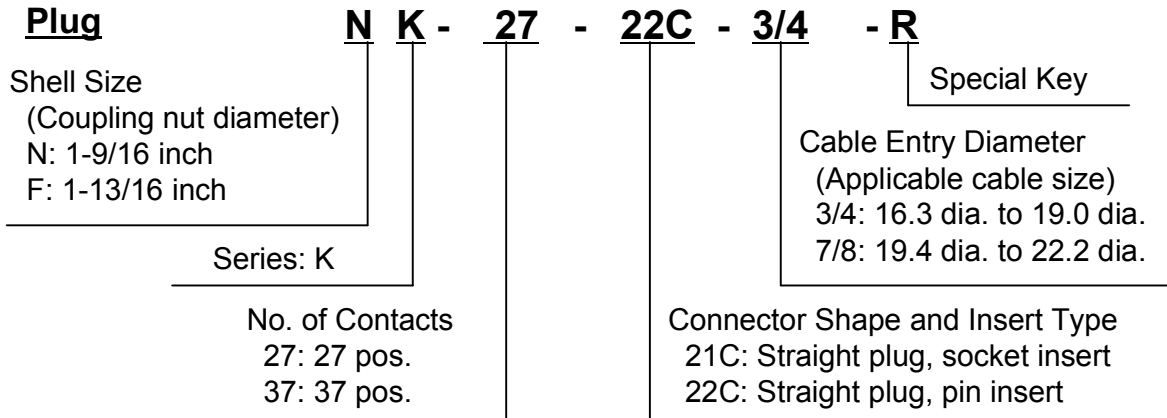 Plug
N K - 27 - 22C - 3/4 - R
Shell Size
(Coupling nut diameter)
N: 1-9/16 inch
F: 1-13/16 inch
Special Key
Cable Entry Diameter
(Applicable cable size)
3/4: 16.3 dia. to 19.0 dia.
7/8: 19.4 dia. to 22.2 dia.
Series: K
No. of Contacts
27: 27 pos.
37: 37 pos.
Connector Shape and Insert Type
21C: Straight plug, socket insert
22C: Straight plug, pin insert